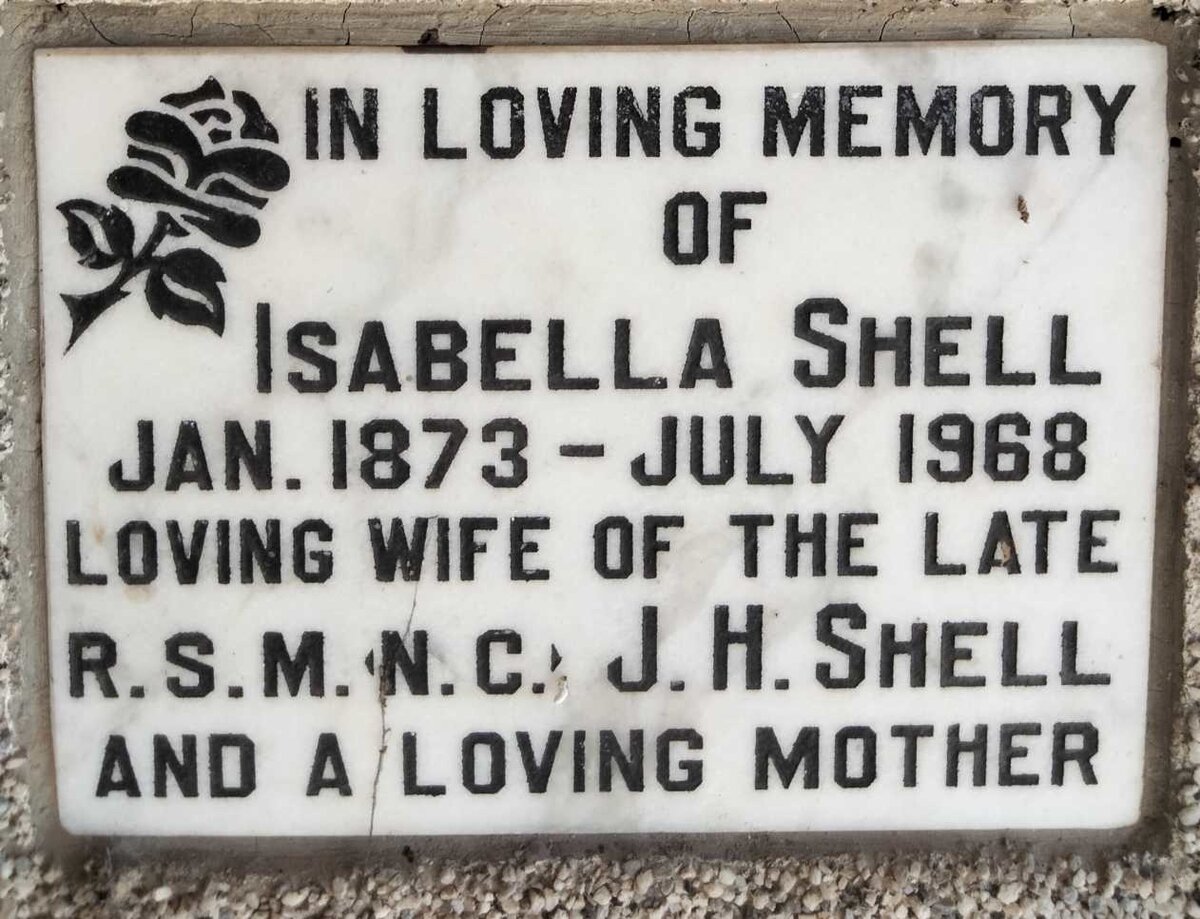 IN LOVING MEMORY
OF
ISABELLA SHELL
JAN. 1873 – JULY 1968
LOVING WIFE OF THE LATE
R.S.M. (N.C.) J.H. SHELL
AND A LOVING MOTHER